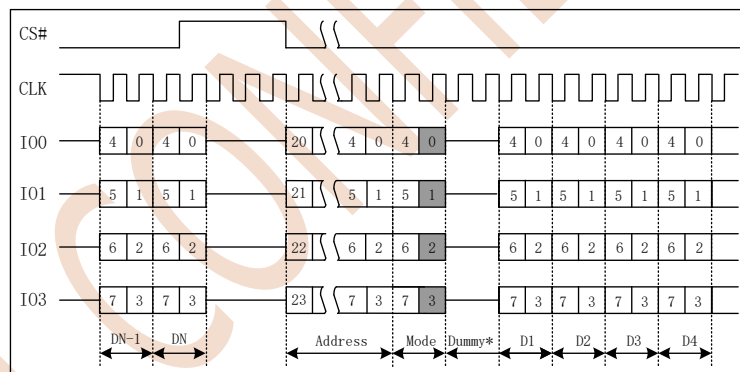 CS#
CLK
IO0 4 0 4 0 20 4 0 4 0 4 0 4 0 4 0 4 0
IO1 5 1 5 1 21 5 1 5 1 5 1 5 1 5 1 5 1
IO2 6 2 6 2 22 6 2 6 2 6 2 6 2 6 2 6 2
IO3 7 3 7 3 23 7 3 7 3 7 3 7 3 7 3 7 3
DN-1 DN Address Mode Dummy* D1 D2 D3 D4